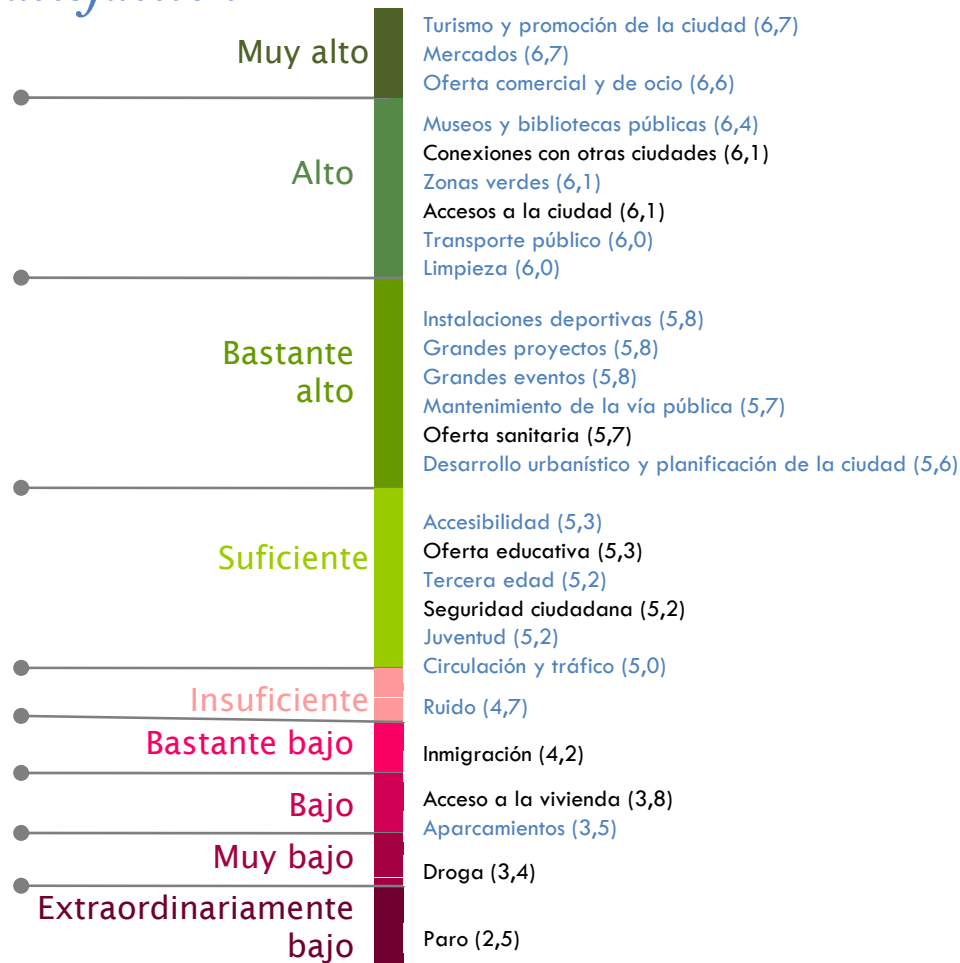 Muy alto
Turismo y promoción de la ciudad (6,7)
Mercados (6,7)
Oferta comercial y de ocio (6,6)
Alto
Museos y bibliotecas públicas (6,4)
Conexiones con otras ciudades (6,1)
Zonas verdes (6,1)
Accesos a la ciudad (6,1)
Transporte público (6,0)
Limpieza (6,0)
Bastante
alto
Instalaciones deportivas (5,8)
Grandes proyectos (5,8)
Grandes eventos (5,8)
Mantenimiento de la vía pública (5,7)
Oferta sanitaria (5,7)
Desarrollo urbanístico y planificación de la ciudad (5,6)
Suficiente
Accesibilidad (5,3)
Oferta educativa (5,3)
Tercera edad (5,2)
Seguridad ciudadana (5,2)
Juventud (5,2)
Circulación y tráfico (5,0)
Insuficiente
Ruido (4,7)
Bastante bajo
Inmigración (4,2)
Bajo
Acceso a la vivienda (3,8)
Aparcamientos (3,5)
Muy bajo
Droga (3,4)
Extraordinariamente
bajo
Paro (2,5)